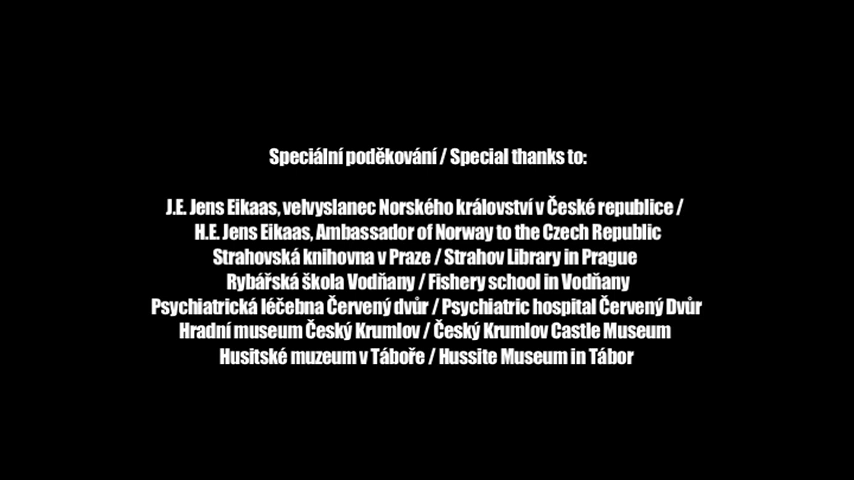 Speciální poděkování / Special thanks to:
J.E. Jens Eikaas, velvyslanec Norského království v České republice /
H.E. Jens Eikaas, Ambassador of Norway to the Czech Republic
Strahovská knihovna v Praze / Strahov Library in Prague
Rybářská škola Vodňany / Fishery school in Vodňany
Psychiatrická léčebna Červený dvůr / Psychiatric hospital Červený Dvůr
Hradní museum Český Krumlov / Český Krumlov Castle Museum
Husitské muzeum v Táboře / Hussite Museum in Tábor